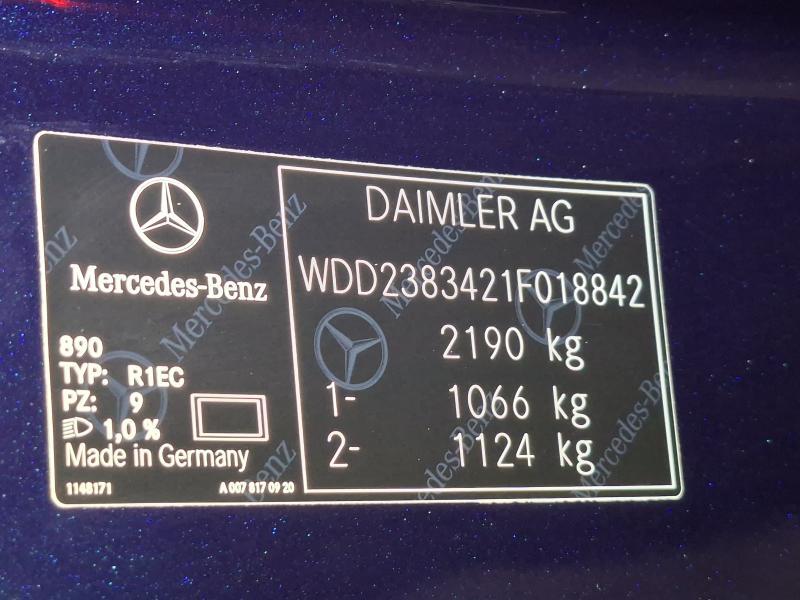 Mercedes-Benz
890
TYP: R1EC
PZ: 9
1,0 %
Made in Germany
1148171
A 007 817 09 20
DAIMLER AG
WDD2383421F018842
2190 kg
1- 1066 kg
2- 1124 kg